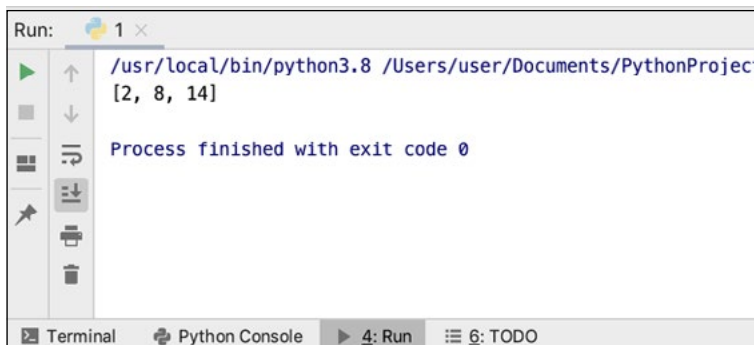 Run: 1
/usr/local/bin/python3.8 /Users/user/Documents/PythonProjec
[2, 8, 14]
Process finished with exit code 0
Terminal Python Console 4: Run 6: TODO